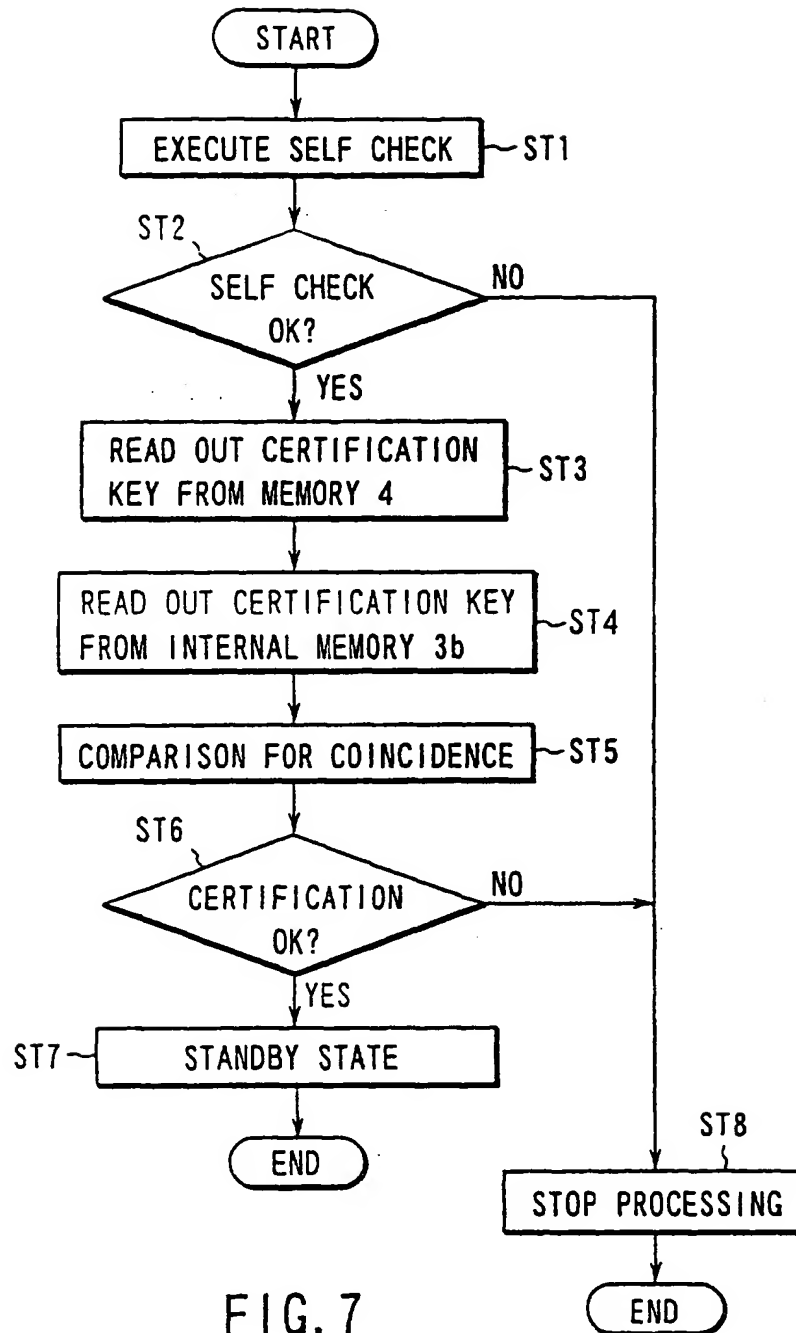 START
EXECUTE SELF CHECK
ST1
ST2
SELF CHECK
OK?
NO
YES
READ OUT CERTIFICATION
KEY FROM MEMORY 4
ST3
READ OUT CERTIFICATION KEY
FROM INTERNAL MEMORY 3b
ST4
COMPARISON FOR COINCIDENCE
ST5
ST6
CERTIFICATION
OK?
NO
YES
ST7
STANDBY STATE
END
ST8
STOP PROCESSING
END
FIG. 7